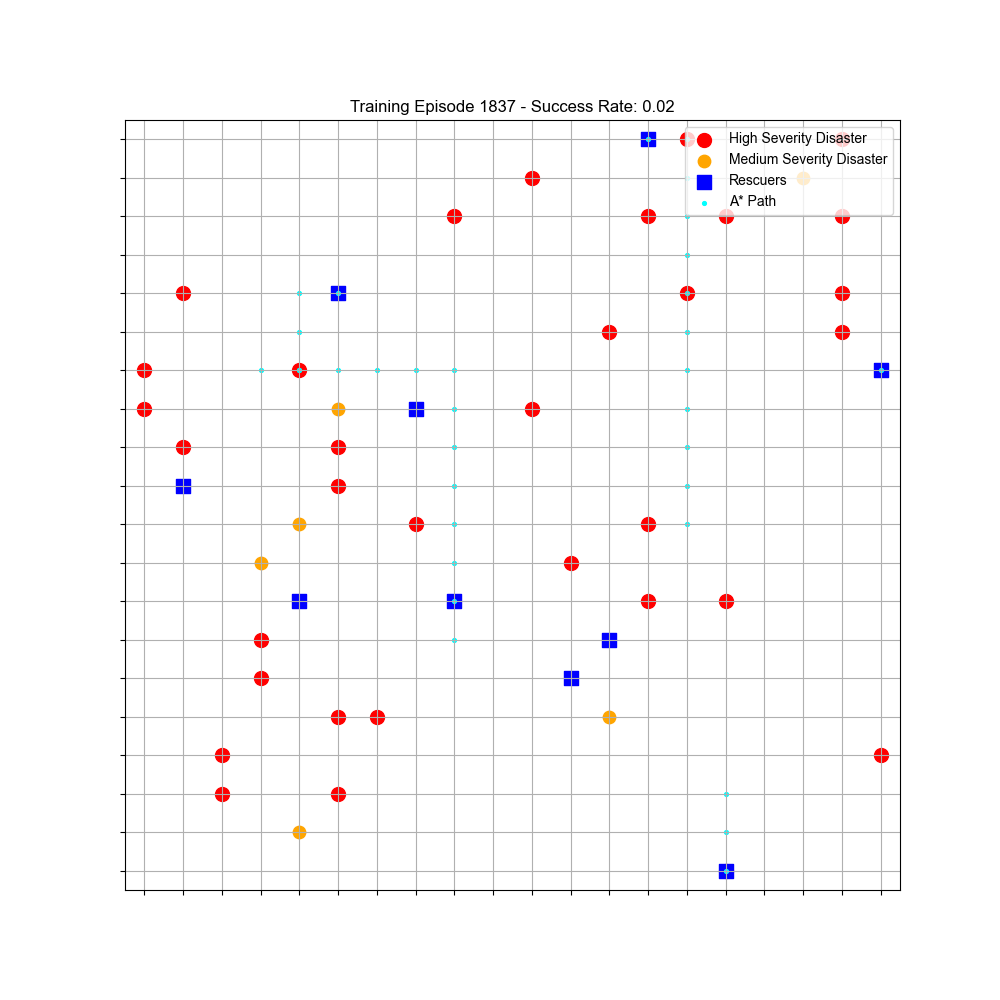 Training Episode 1837 - Success Rate: 0.02
High Severity Disaster
Medium Severity Disaster
Rescuers
A* Path